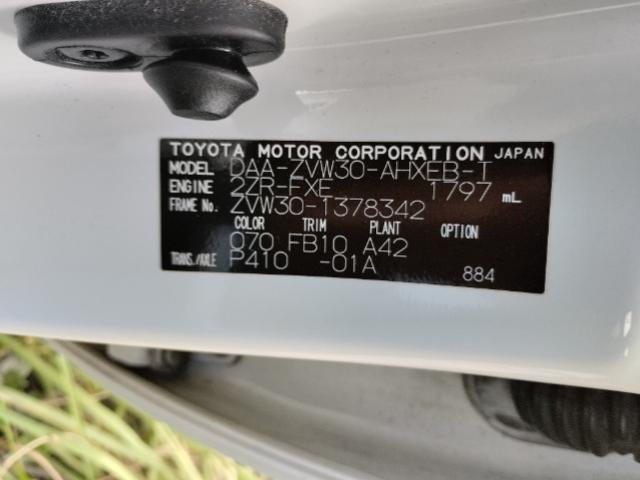 TOYOTA MOTOR CORPORATION JAPAN
MODEL DAA-ZVW30-AHXEB-T
ENGINE 2ZR-FXE 1797 mL
FRAME No. ZVW30-1378342
COLOR TRIM PLANT OPTION
070 FB10 A42
TRANS./AXLE P410 -01A 884